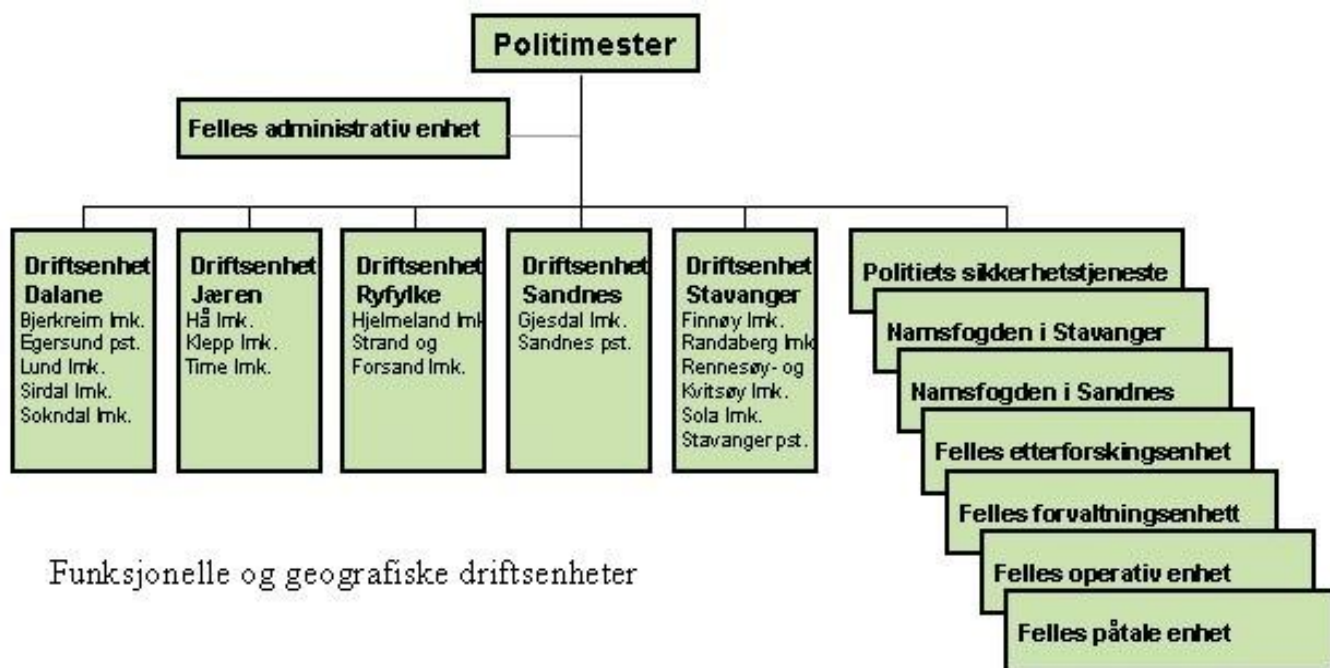 Politimester
Felles administrativ enhet
Driftsenhet
Dalane
Bjerkreim lmk.
Egersund pst.
Lund lmk.
Sirdal lmk.
Sokndal lmk.
Driftsenhet
Jæren
Hå lmk.
Klepp lmk.
Time lmk.
Driftsenhet
Ryfylke
Hjelmeland lmk
Strand og
Forsand lmk.
Driftsenhet
Sandnes
Gjesdal lmk.
Sandnes pst.
Driftsenhet
Stavanger
Finnøy lmk.
Randaberg lmk
Rennesøy- og
Kvitsøy lmk.
Sola lmk.
Stavanger pst.
Politiets sikkerhetstjeneste
Namsfogden i Stavanger
Namsfogden i Sandnes
Felles etterforskingsenhet
Felles forvaltningsenhett
Felles operativ enhet
Felles påtale enhet
Funksjonelle og geografiske driftsenheter